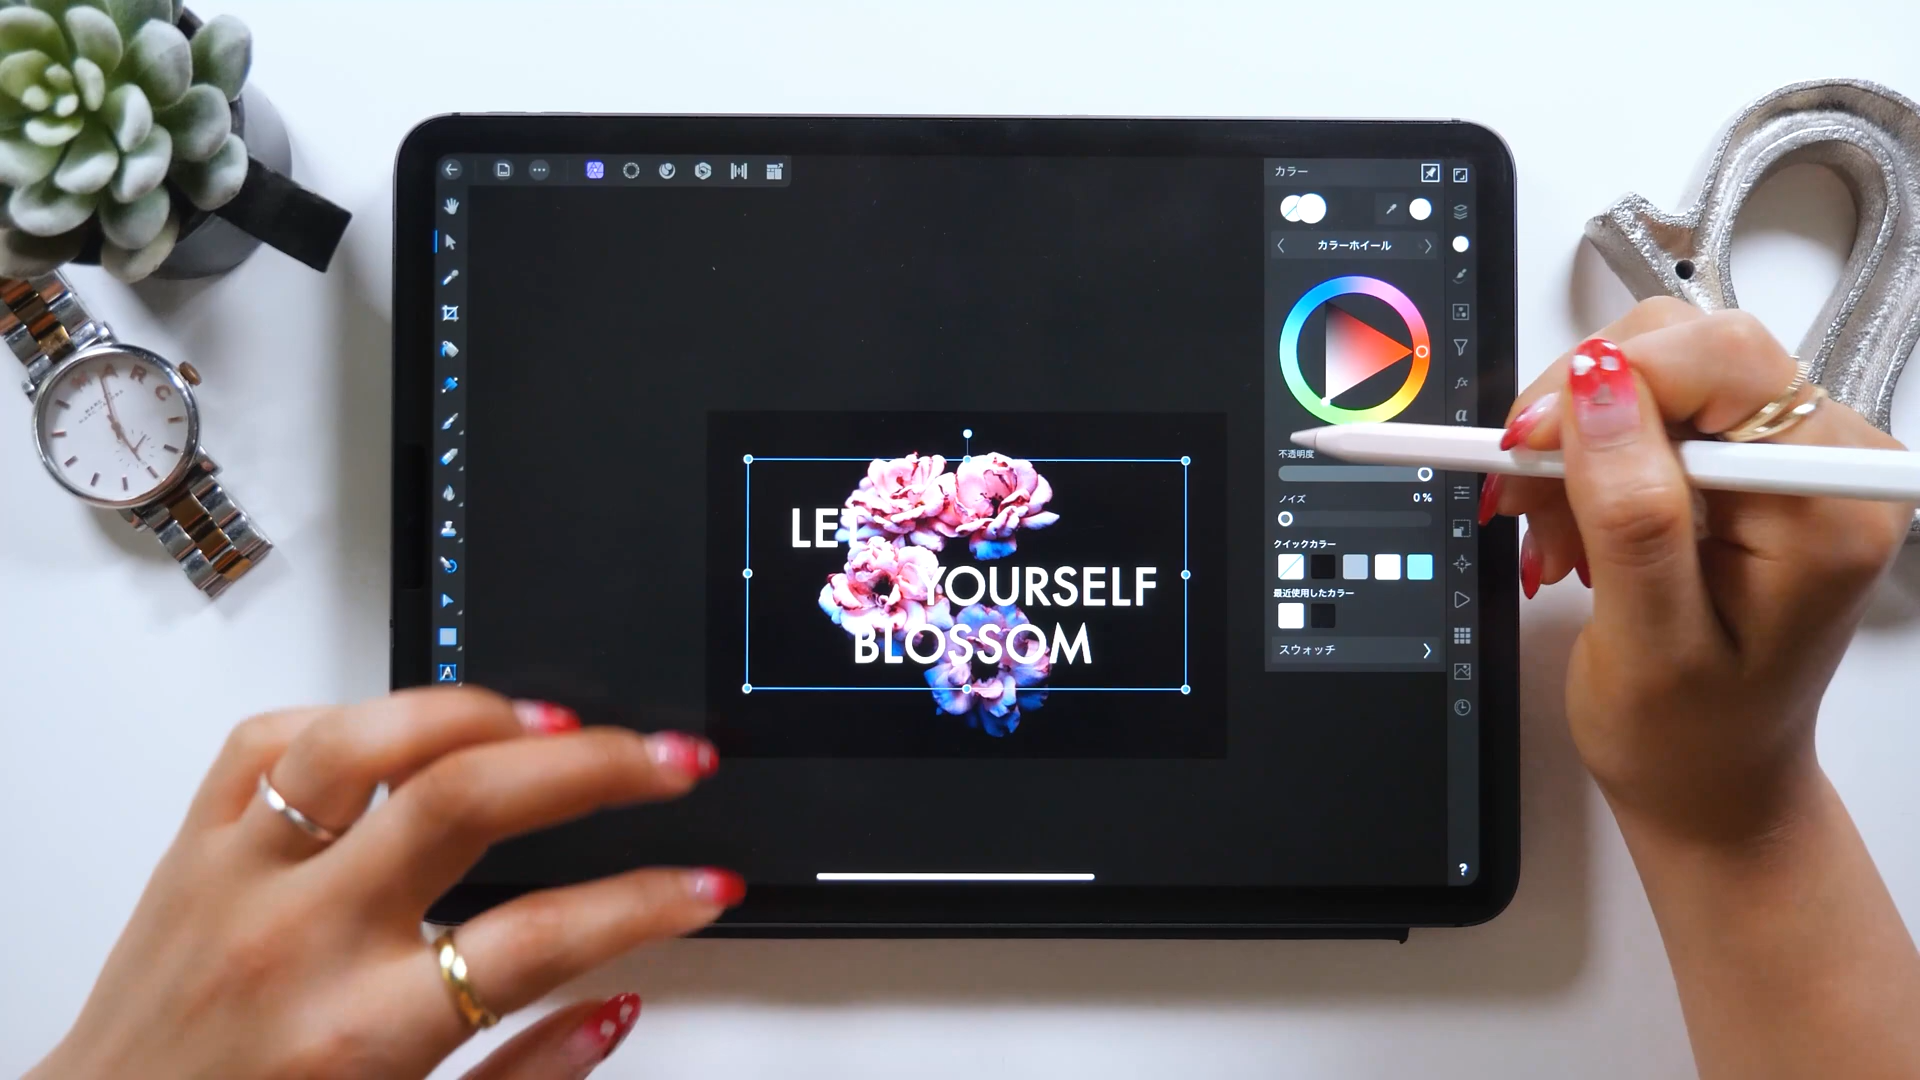 カラー
カラーホイール
不透明度
ノイズ
0 %
クイックカラー
最近使用したカラー
スウォッチ
fx
a
A
?
LET
YOURSELF
BLOSSOM
MARC